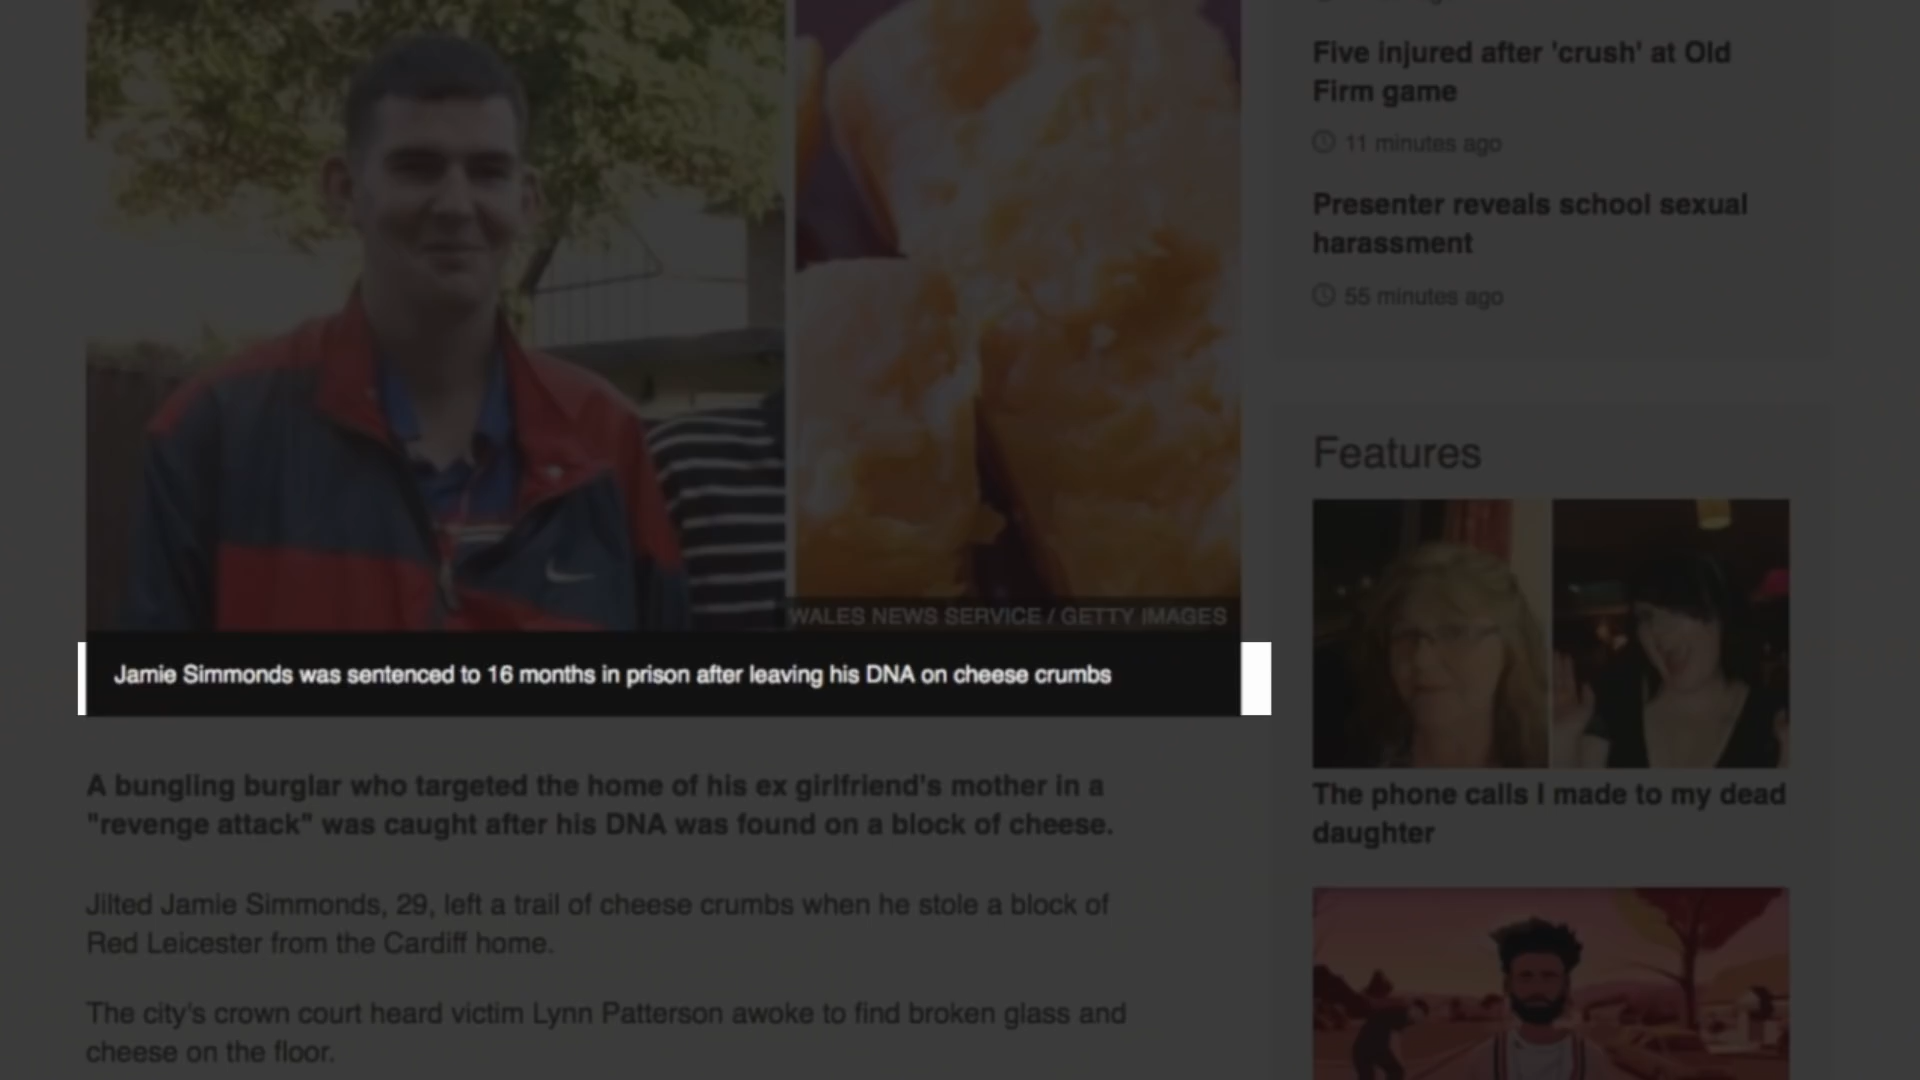 WALES NEWS SERVICE / GETTY IMAGES
Jamie Simmonds was sentenced to 16 months in prison after leaving his DNA on cheese crumbs
A bungling burglar who targeted the home of his ex girlfriend's mother in a
"revenge attack" was caught after his DNA was found on a block of cheese.
Jilted Jamie Simmonds, 29, left a trail of cheese crumbs when he stole a block of
Red Leicester from the Cardiff home.
The city's crown court heard victim Lynn Patterson awoke to find broken glass and
cheese on the floor.
Five injured after 'crush' at Old
Firm game
11 minutes ago
Presenter reveals school sexual
harassment
55 minutes ago
Features
The phone calls I made to my dead
daughter